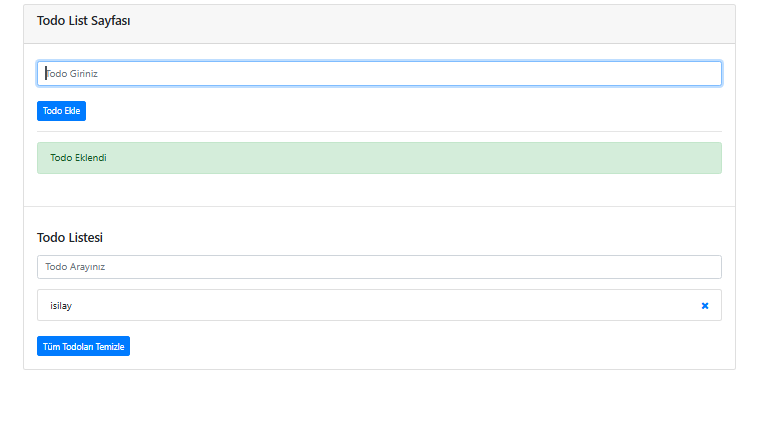 Todo List Sayfası
Todo Giriniz
Todo Ekle
Todo Eklendi
Todo Listesi
Todo Arayınız
isilay
Tüm Todoları Temizle